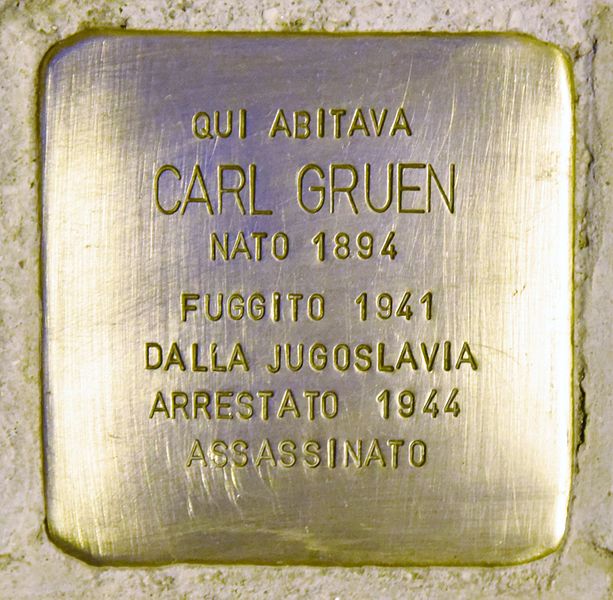 QUI ABITAVA
CARL GRUEN
NATO 1894
FUGGITO 1941
DALLA JUGOSLAVIA
ARRESTATO 1944
ASSASSINATO